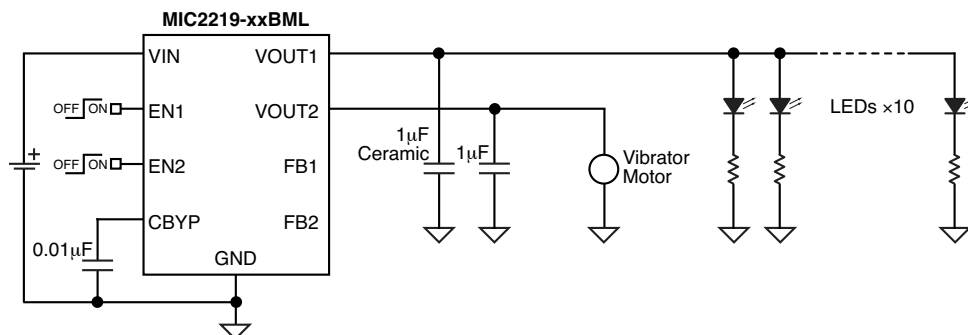 MIC2219-xxBML
VIN VOUT1
OFF ON EN1 VOUT2
LEDs ×10
1µF
Ceramic
1µF
OFF ON EN2 FB1
Vibrator
Motor
+
CBYP FB2
0.01µF
GND